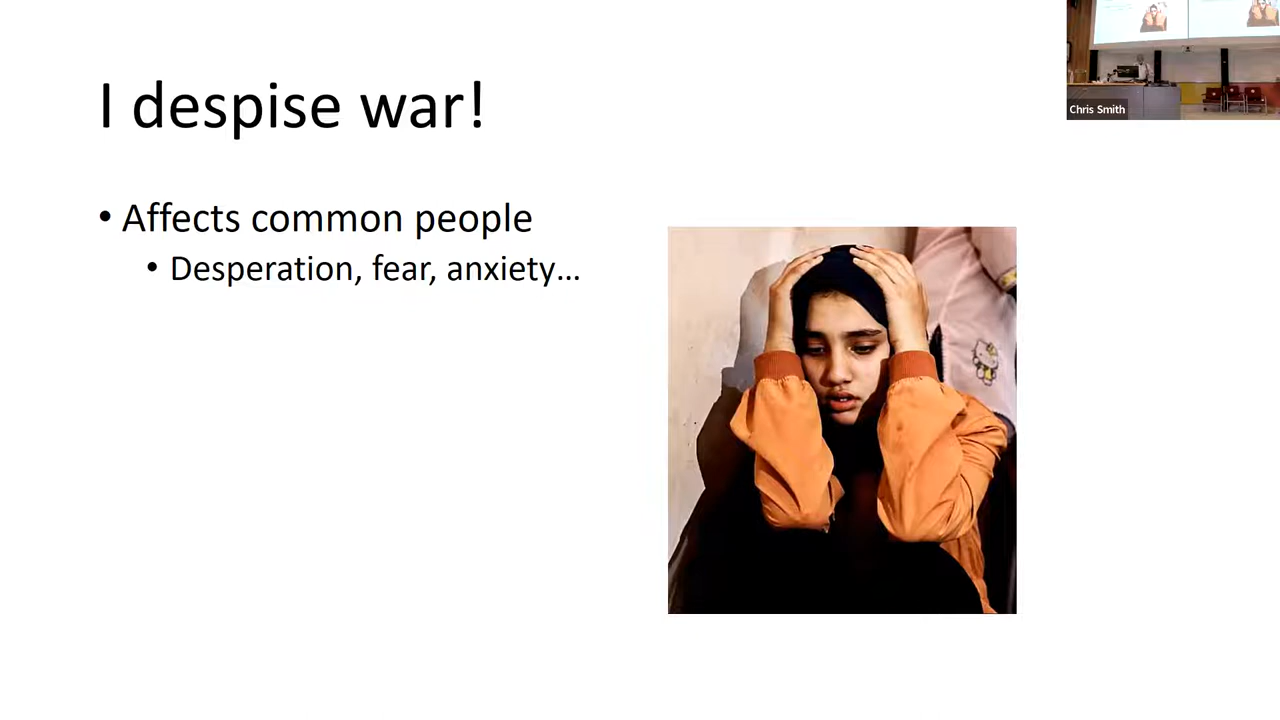 I despise war!
• Affects common people
• Desperation, fear, anxiety...
Chris Smith